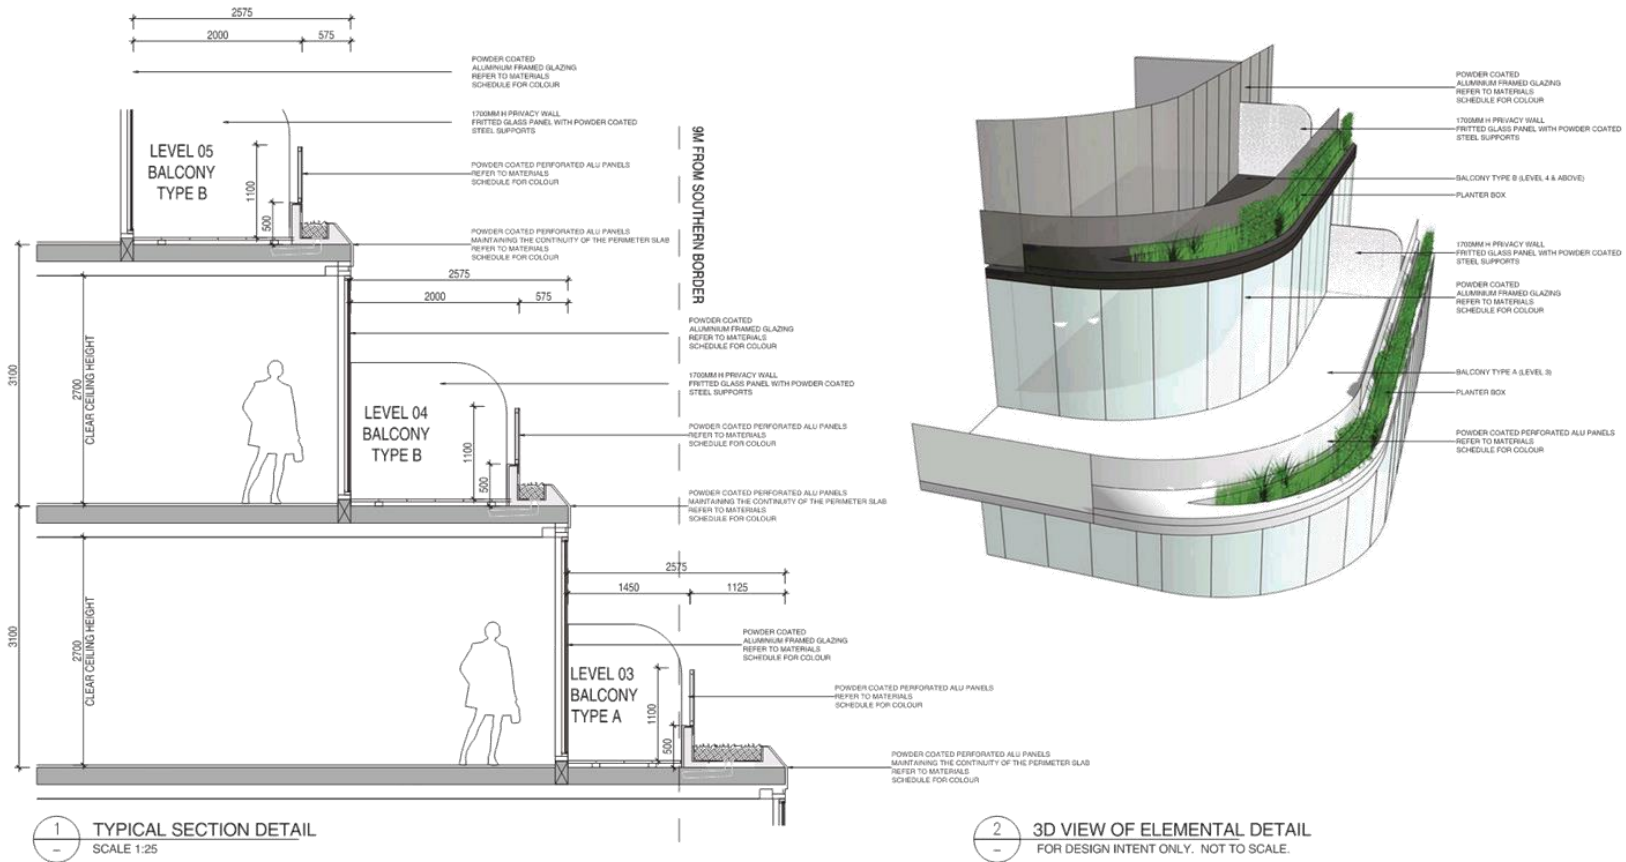 2575
2000
575
POWDER COATED
ALUMINIUM FRAMED GLAZING
REFER TO MATERIALS
SCHEDULE FOR COLOUR
1700MM H PRIVACY WALL
FRITTED GLASS PANEL WITH POWDER COATED
STEEL SUPPORTS
LEVEL 05
BALCONY
TYPE B
1100
500
POWDER COATED PERFORATED ALU PANELS
REFER TO MATERIALS
SCHEDULE FOR COLOUR
POWDER COATED PERFORATED ALU PANELS
MAINTAINING THE CONTINUITY OF THE PERIMETER SLAB
REFER TO MATERIALS
SCHEDULE FOR COLOUR
9M FROM SOUTHERN BORDER
2575
2000
575
3100
2700
CLEAR CEILING HEIGHT
POWDER COATED
ALUMINIUM FRAMED GLAZING
REFER TO MATERIALS
SCHEDULE FOR COLOUR
1700MM H PRIVACY WALL
FRITTED GLASS PANEL WITH POWDER COATED
STEEL SUPPORTS
LEVEL 04
BALCONY
TYPE B
1100
500
POWDER COATED PERFORATED ALU PANELS
REFER TO MATERIALS
SCHEDULE FOR COLOUR
POWDER COATED PERFORATED ALU PANELS
MAINTAINING THE CONTINUITY OF THE PERIMETER SLAB
REFER TO MATERIALS
SCHEDULE FOR COLOUR
2575
1450
1125
3100
2700
CLEAR CEILING HEIGHT
POWDER COATED
ALUMINIUM FRAMED GLAZING
REFER TO MATERIALS
SCHEDULE FOR COLOUR
LEVEL 03
BALCONY
TYPE A
1100
500
POWDER COATED PERFORATED ALU PANELS
REFER TO MATERIALS
SCHEDULE FOR COLOUR
POWDER COATED PERFORATED ALU PANELS
MAINTAINING THE CONTINUITY OF THE PERIMETER SLAB
REFER TO MATERIALS
SCHEDULE FOR COLOUR
1
–
TYPICAL SECTION DETAIL
SCALE 1:25
POWDER COATED
ALUMINIUM FRAMED GLAZING
REFER TO MATERIALS
SCHEDULE FOR COLOUR
1700MM H PRIVACY WALL
FRITTED GLASS PANEL WITH POWDER COATED
STEEL SUPPORTS
BALCONY TYPE B (LEVEL 4 & ABOVE)
PLANTER BOX
1700MM H PRIVACY WALL
FRITTED GLASS PANEL WITH POWDER COATED
STEEL SUPPORTS
POWDER COATED
ALUMINIUM FRAMED GLAZING
REFER TO MATERIALS
SCHEDULE FOR COLOUR
BALCONY TYPE A (LEVEL 3)
PLANTER BOX
POWDER COATED PERFORATED ALU PANELS
REFER TO MATERIALS
SCHEDULE FOR COLOUR
2
–
3D VIEW OF ELEMENTAL DETAIL
FOR DESIGN INTENT ONLY. NOT TO SCALE.